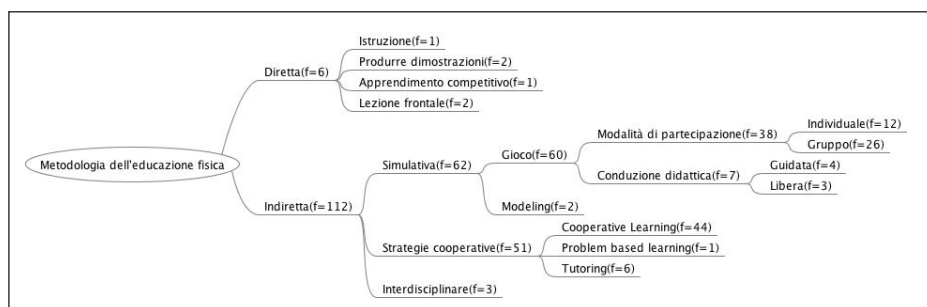 Metodologia dell'educazione fisica
Diretta(f=6)
Istruzione(f=1)
Produrre dimostrazioni(f=2)
Apprendimento competitivo(f=1)
Lezione frontale(f=2)
Indiretta(f=112)
Simulativa(f=62)
Gioco(f=60)
Modalità di partecipazione(f=38)
Individuale(f=12)
Gruppo(f=26)
Conduzione didattica(f=7)
Guidata(f=4)
Libera(f=3)
Modeling(f=2)
Strategie cooperative(f=51)
Cooperative Learning(f=44)
Problem based learning(f=1)
Tutoring(f=6)
Interdisciplinare(f=3)